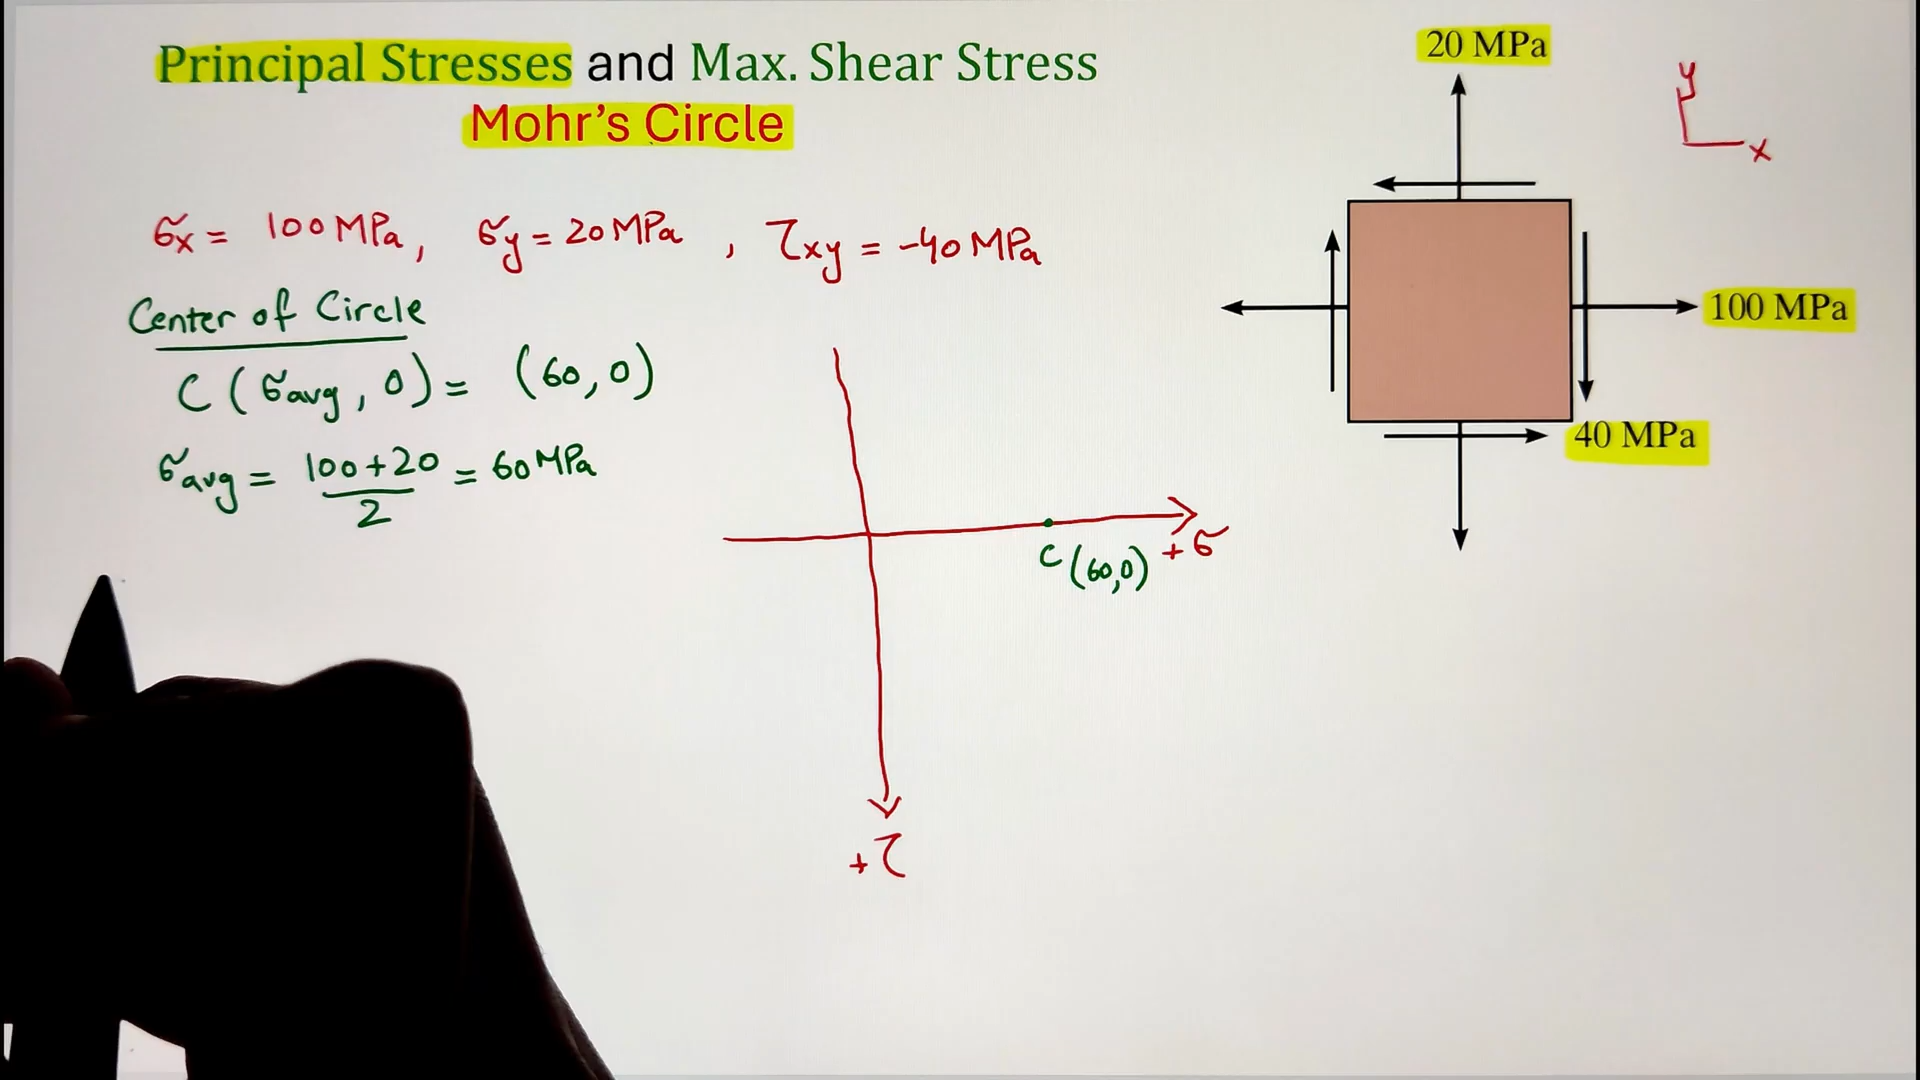 Principal Stresses and Max. Shear Stress
Mohr's Circle
σx = 100 MPa, σy = 20 MPa, τxy = -40 MPa
Center of Circle
C (σavg, 0) = (60, 0)
σavg = 100+20 / 2 = 60 MPa
C (60,0)
+σ
+τ
20 MPa
y
x
100 MPa
40 MPa